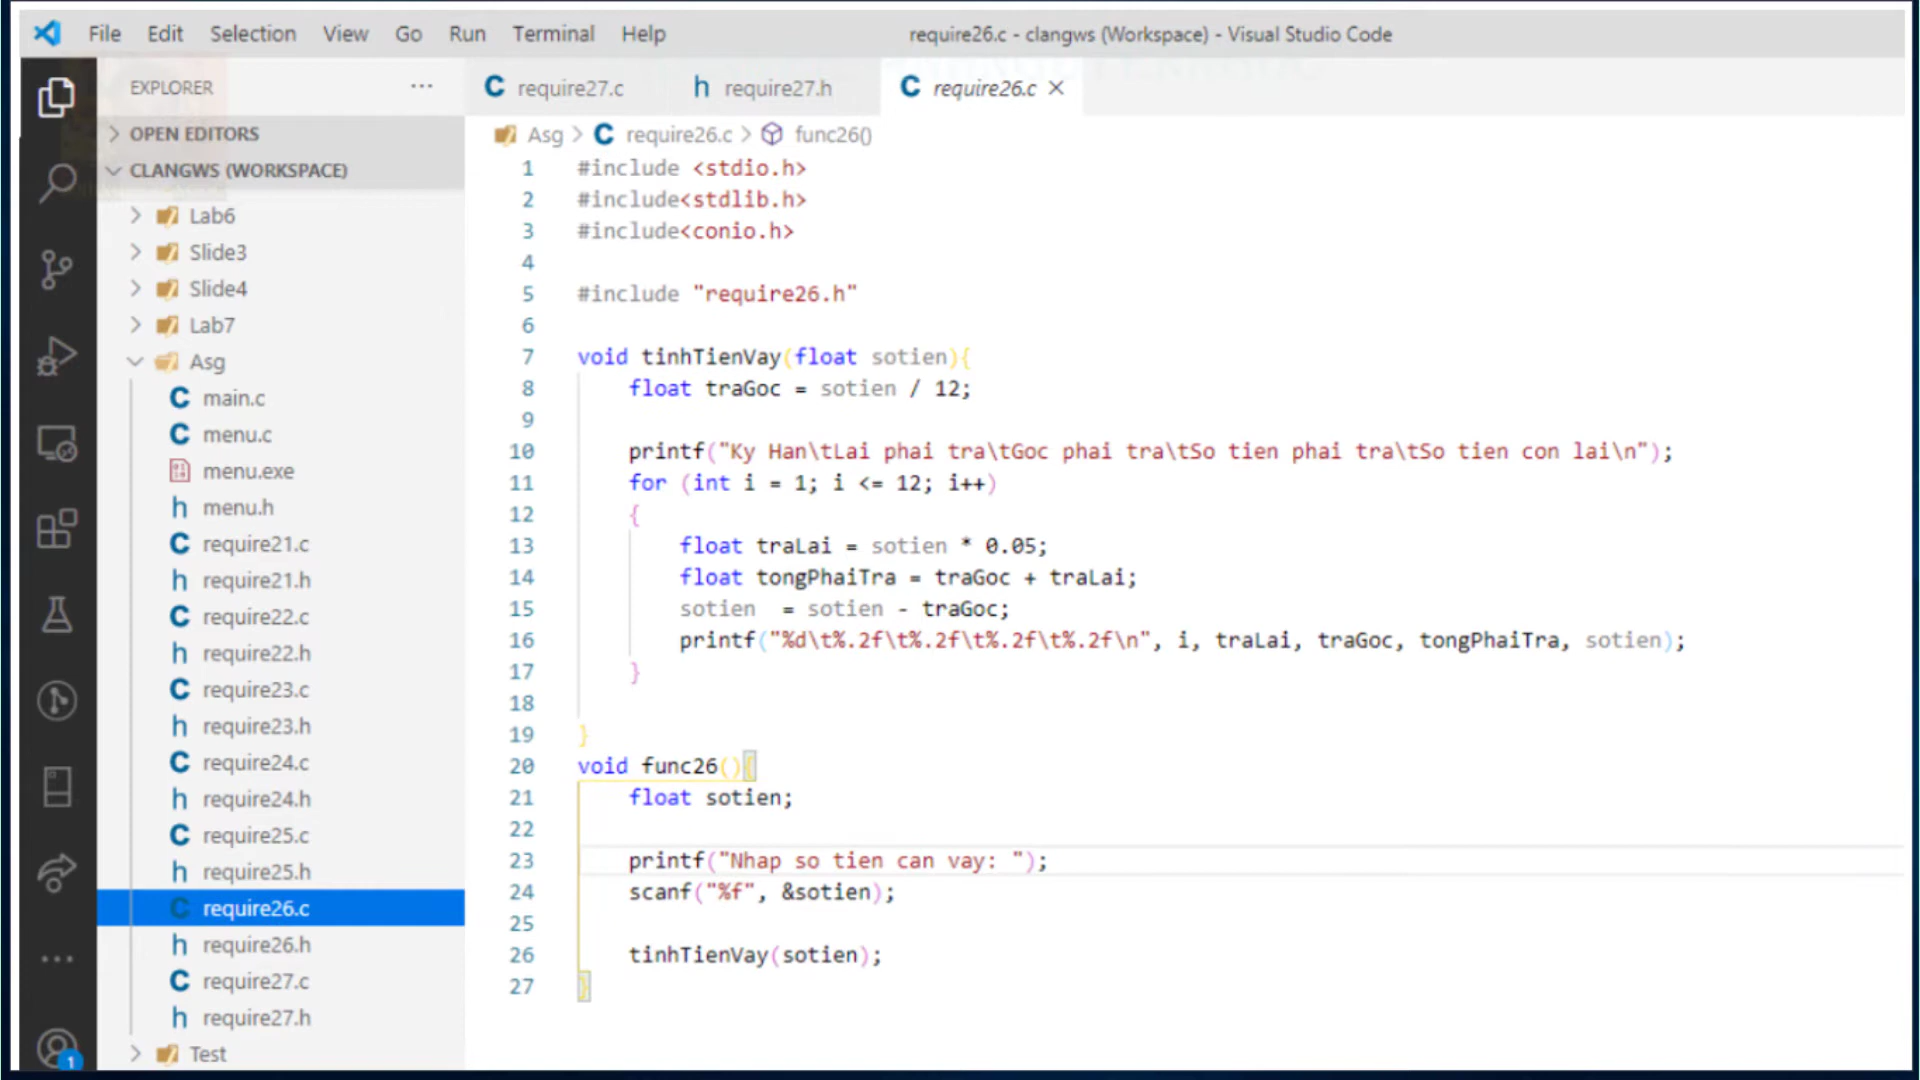 File Edit Selection View Go Run Terminal Help
require26.c - clangws (Workspace) - Visual Studio Code
EXPLORER ...
require27.c
require27.h
require26.c
OPEN EDITORS
CLANGWS (WORKSPACE)
Lab6
Slide3
Slide4
Lab7
Asg
main.c
menu.c
menu.exe
menu.h
require21.c
require21.h
require22.c
require22.h
require23.c
require23.h
require24.c
require24.h
require25.c
require25.h
require26.c
require26.h
require27.c
require27.h
Test
1
Asg > require26.c > func26()
1 #include <stdio.h>
2 #include<stdlib.h>
3 #include<conio.h>
4
5 #include "require26.h"
6
7 void tinhTienVay(float sotien){
8 float traGoc = sotien / 12;
9
10 printf("Ky Han\tLai phai tra\tGoc phai tra\tSo tien phai tra\tSo tien con lai\n");
11 for (int i = 1; i <= 12; i++)
12 {
13 float traLai = sotien * 0.05;
14 float tongPhaiTra = traGoc + traLai;
15 sotien  = sotien - traGoc;
16 printf("%d\t%.2f\t%.2f\t%.2f\t%.2f\n", i, traLai, traGoc, tongPhaiTra, sotien);
17 }
18
19 }
20 void func26(){
21 float sotien;
22
23 printf("Nhap so tien can vay: ");
24 scanf("%f", &sotien);
25
26 tinhTienVay(sotien);
27 }